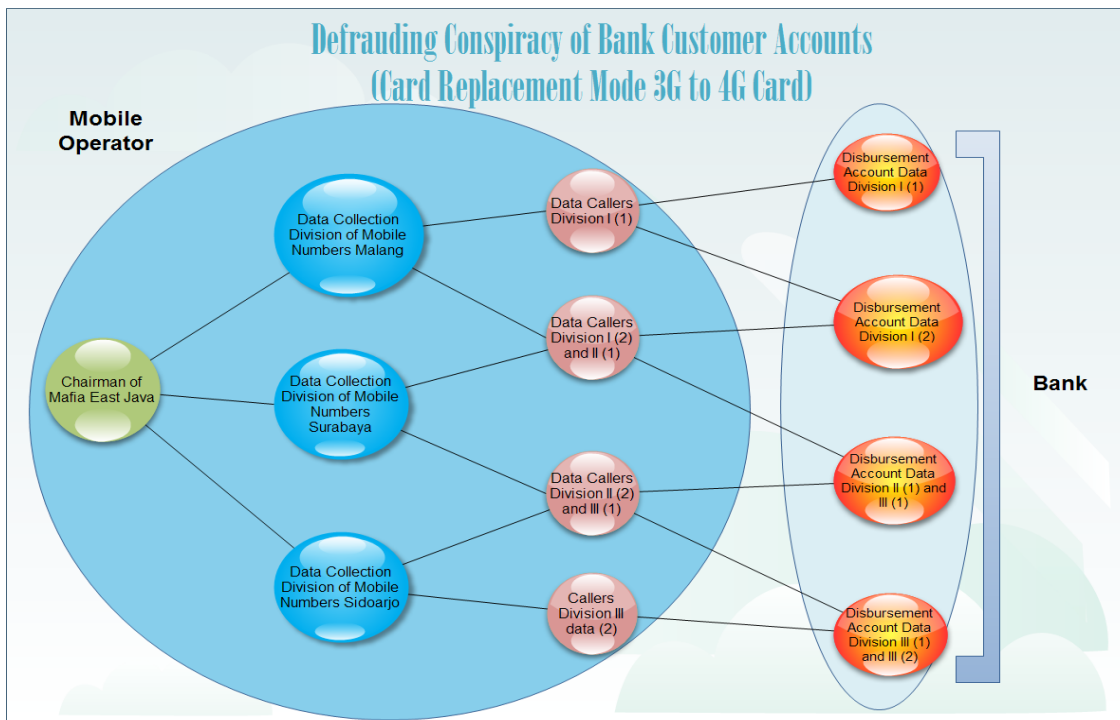 Defrauding Conspiracy of Bank Customer Accounts
(Card Replacement Mode 3G to 4G Card)
Mobile
Operator
Chairman of
Mafia East Java
Data Collection
Division of Mobile
Numbers Malang
Data Collection
Division of Mobile
Numbers
Surabaya
Data Collection
Division of Mobile
Numbers Sidoarjo
Data Callers
Division I (1)
Data Callers
Division I (2)
and II (1)
Data Callers
Division II (2)
and III (1)
Callers
Division III
data (2)
Disbursement
Account Data
Division I (1)
Disbursement
Account Data
Division I (2)
Disbursement
Account Data
Division II (1) and
III (1)
Disbursement
Account Data
Division III (1)
and III (2)
Bank